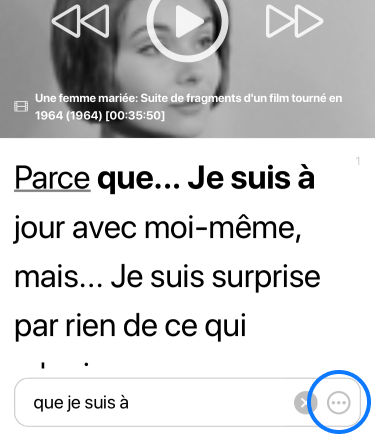 Une femme mariée: Suite de fragments d'un film tourné en
1964 (1964) [00:35:50]
1
Parce que... Je suis à
jour avec moi-même,
mais... Je suis surprise
par rien de ce qui
que je suis à